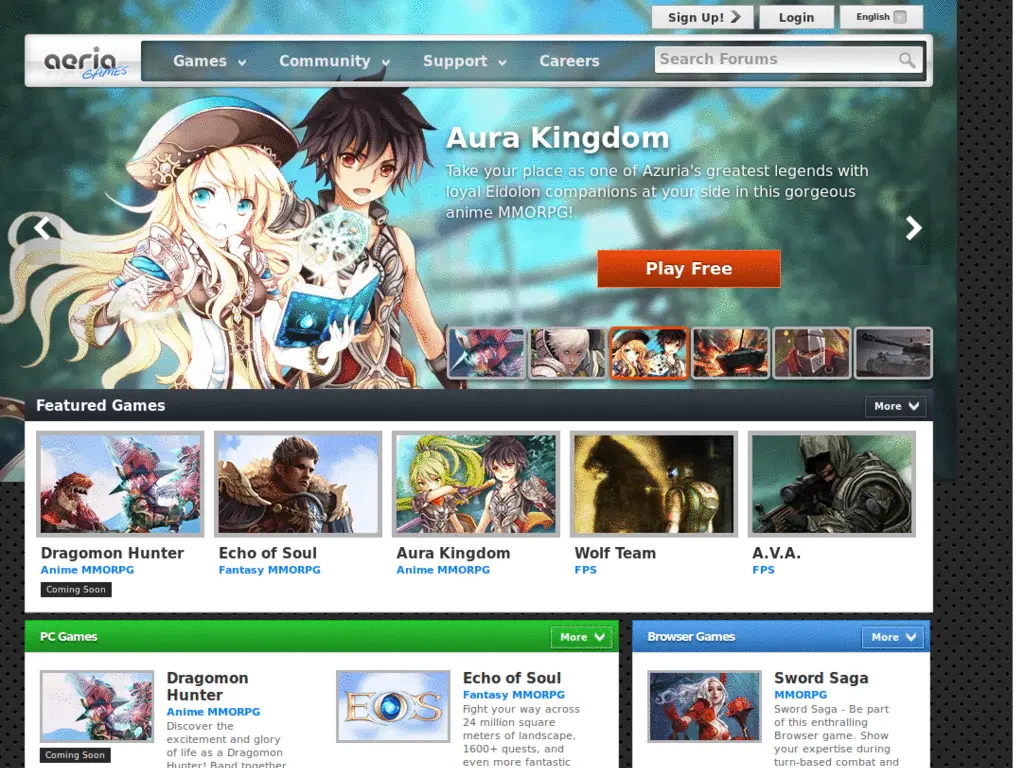 Sign Up!
Login
English
aeria
GAMES
Games
Community
Support
Careers
Search Forums
Aura Kingdom
Take your place as one of Azuria's greatest legends with
loyal Eidolon companions at your side in this gorgeous
anime MMORPG!
Play Free
Featured Games
More
Dragomon Hunter
Anime MMORPG
Coming Soon
Echo of Soul
Fantasy MMORPG
Aura Kingdom
Anime MMORPG
Wolf Team
FPS
A.V.A.
FPS
PC Games
More
Dragomon
Hunter
Anime MMORPG
Discover the
excitement and glory
of life as a Dragomon
Hunter! Band together
Coming Soon
EOS
Echo of Soul
Fantasy MMORPG
Fight your way across
24 million square
meters of landscape,
1600+ quests, and
even more fantastic
Browser Games
More
Sword Saga
MMORPG
Sword Saga - Be part
of this enthralling
Browser game. Show
your expertise during
turn-based combat and